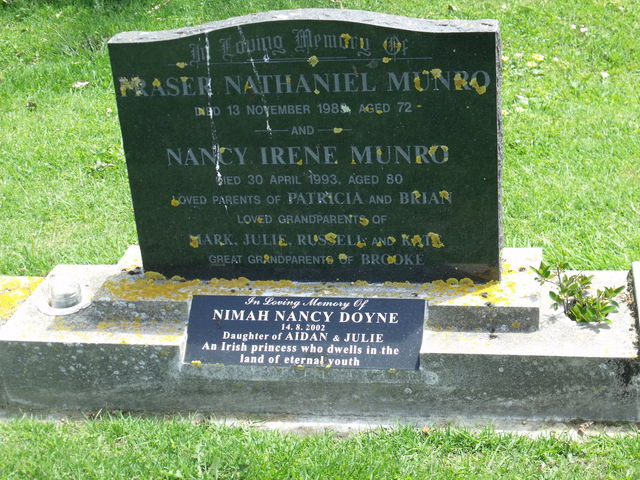 In Loving Memory Of
FRASER NATHANIEL MUNRO
DIED 13 NOVEMBER 1983, AGED 72
AND
NANCY IRENE MUNRO
DIED 30 APRIL 1993, AGED 80
LOVED PARENTS OF PATRICIA AND BRIAN
LOVED GRANDPARENTS OF
MARK, JULIE, RUSSELL AND KATE
GREAT GRANDPARENTS OF BROOKE
In Loving Memory Of
NIMAH NANCY DOYNE
14.8.2002
Daughter of AIDAN & JULIE
An Irish princess who dwells in the
land of eternal youth